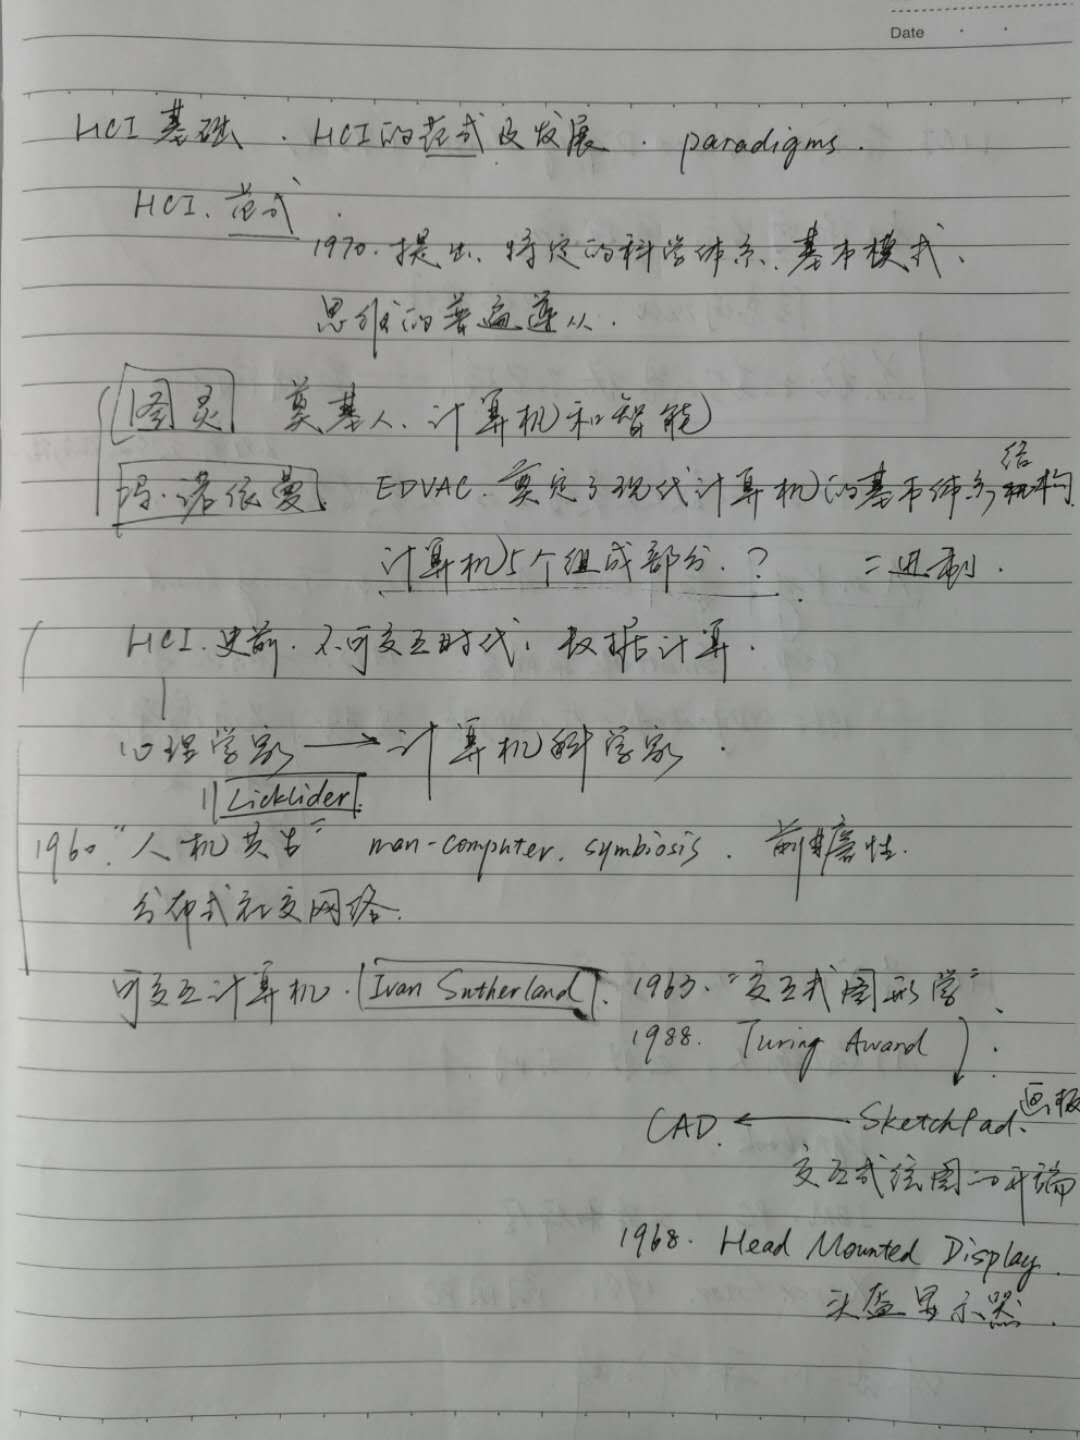 Date
HCI 基础 . HCI的范式及发展 . paradigms.
HCI. 范式 .
1970. 提出. 特定的科学体系、基本模式、
思维的普遍遵从.
图灵 奠基人. 计算机和智能
冯·诺依曼 EDVAC. 奠定了现代计算机的基本体系结构
计算机5个组成部分. ? 二进制.
HCI. 史前. 不可交互时代, 数据计算.
心理学家 → 计算机科学家.
Licklider.
1960. "人机共生" man-computer. symbiosis. 前瞻性.
分布式社交网络.
可交互计算机. Ivan Sutherland. 1963. "交互式图形学"、
1988. Turing Award.
CAD. ← SketchPad. 画板
交互式绘图的开端
1968. Head Mounted Display.
头盔显示器.